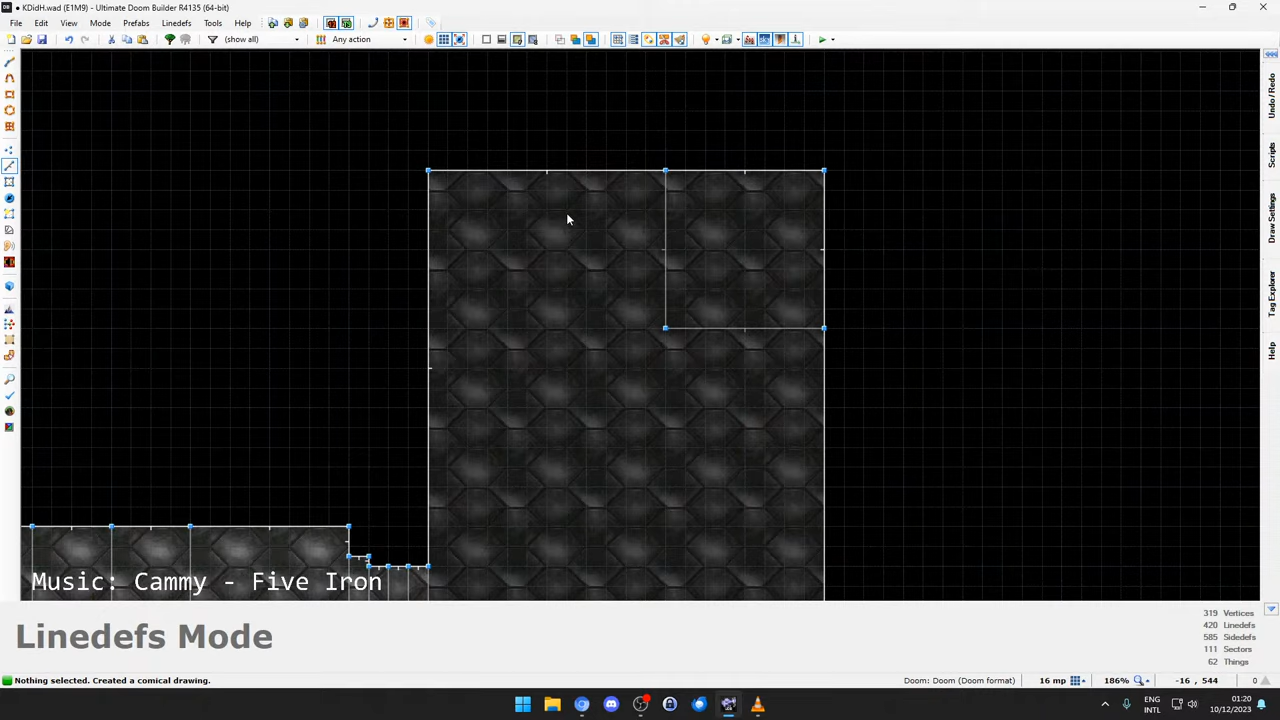 KDidH.wad (E1M9) - Ultimate Doom Builder R4135 (64-bit)
File Edit View Mode Prefabs Linedefs Tools Help
(show all) Any action
Undo / Redo
Scripts
Draw Settings
Tag Explorer
Help
Music: Cammy - Five Iron
Linedefs Mode
319 Vertices
420 Linedefs
585 Sidedefs
111 Sectors
62 Things
Nothing selected. Created a comical drawing. Doom: Doom (Doom format) 16 mp 186% -16 , 544 0
ENG
INTL
01:20
10/12/2023